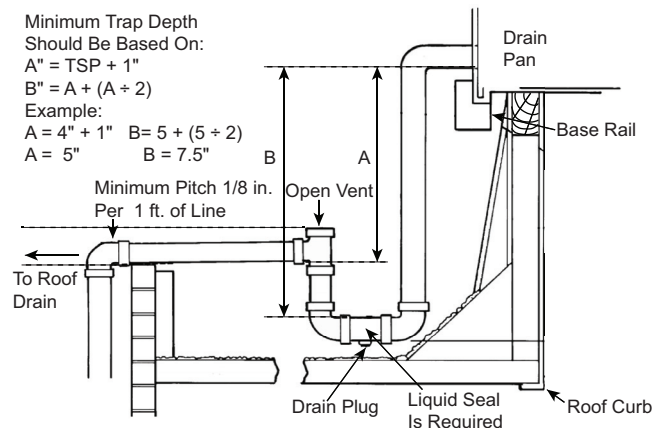 Minimum Trap Depth
Should Be Based On:
A" = TSP + 1"
B" = A + (A ÷ 2)
Example:
A = 4" + 1" B= 5 + (5 ÷ 2)
A = 5" B = 7.5"
Drain
Pan
Base Rail
B
A
Minimum Pitch 1/8 in.
Per 1 ft. of Line
Open Vent
To Roof
Drain
Drain Plug
Liquid Seal
Is Required
Roof Curb